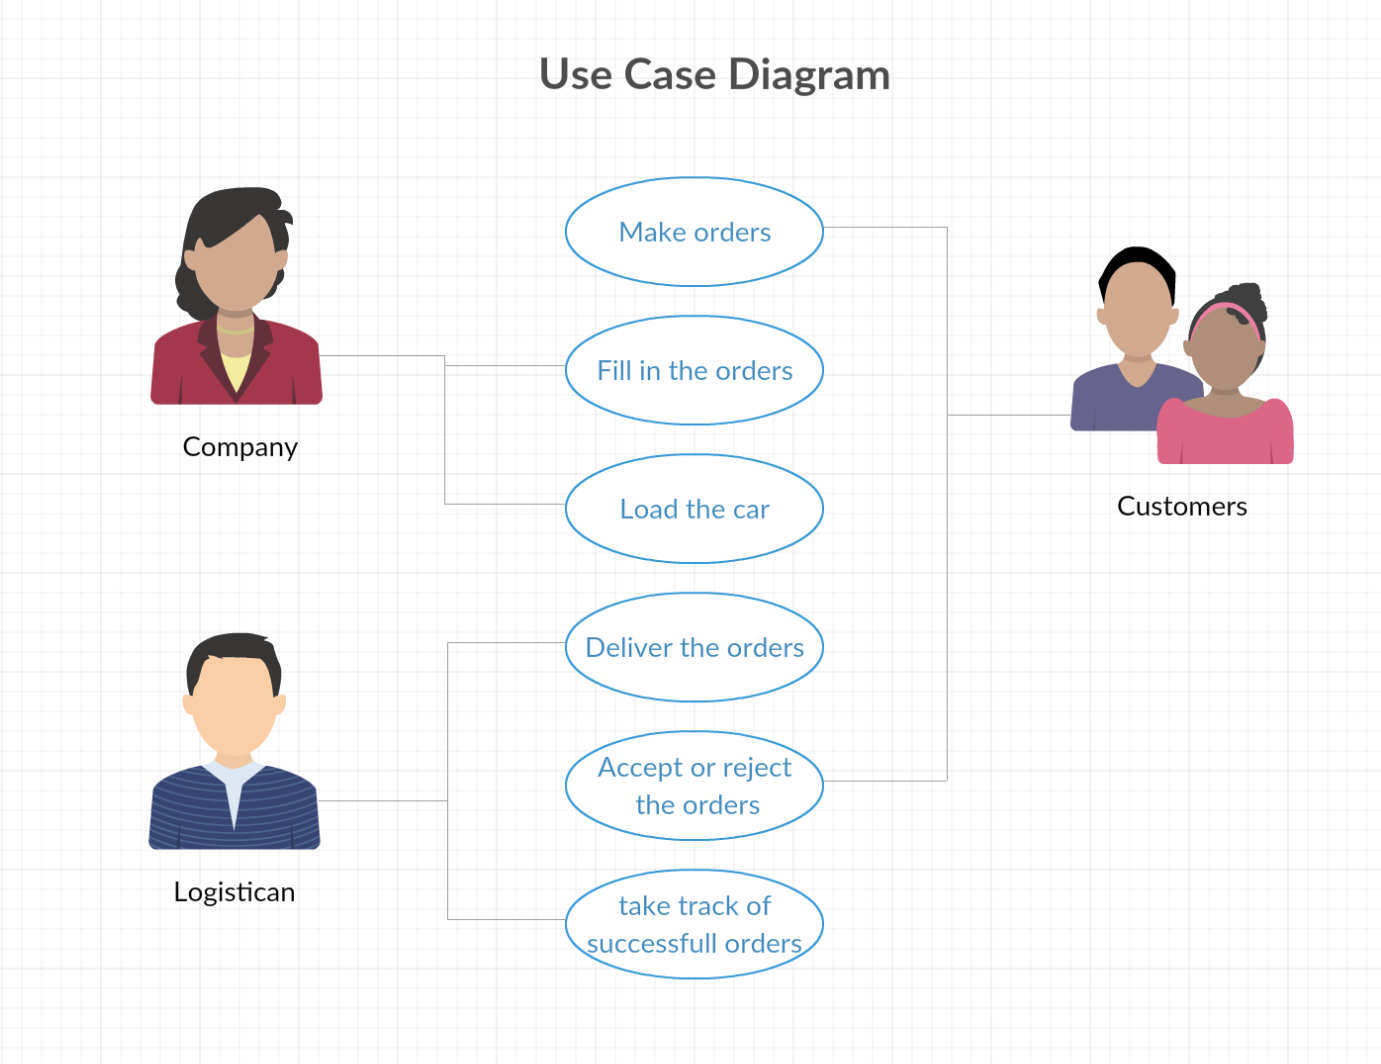 Use Case Diagram
Make orders
Fill in the orders
Company
Load the car
Customers
Deliver the orders
Accept or reject
the orders
Logistican
take track of
successfull orders